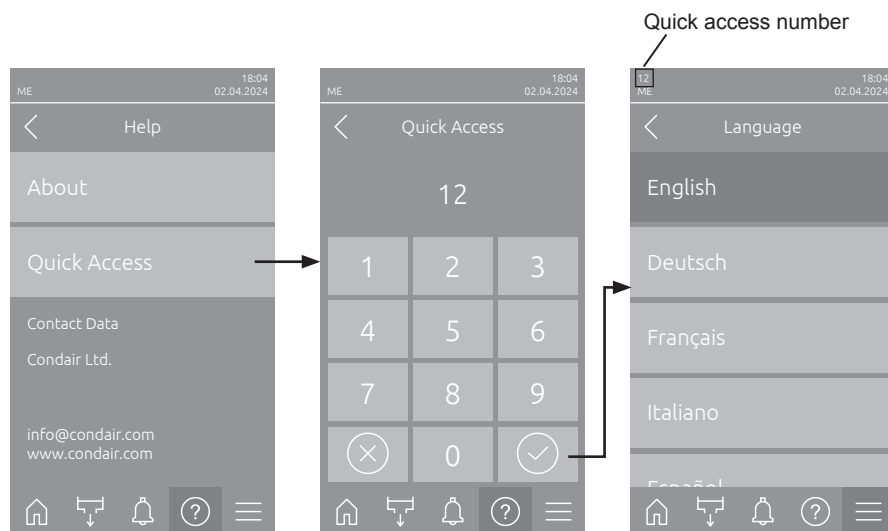 Quick access number
18:04
ME 02.04.2024
Help
About
Quick Access
Contact Data
Condair Ltd.
info@condair.com
www.condair.com
?
18:04
ME 02.04.2024
Quick Access
12
1 2 3
4 5 6
7 8 9
0
?
12 18:04
ME 02.04.2024
Language
English
Deutsch
Français
Italiano
Español
?